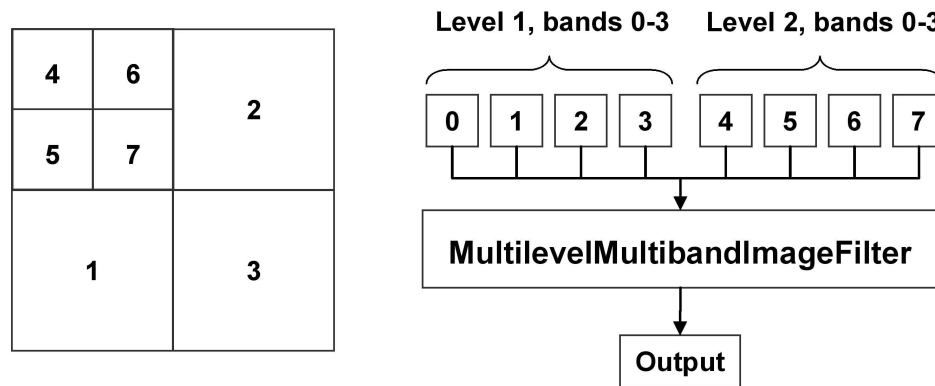 4 6
2
5 7
1 3
Level 1, bands 0-3 Level 2, bands 0-3
0 1 2 3 4 5 6 7
MultilevelMultibandImageFilter
Output